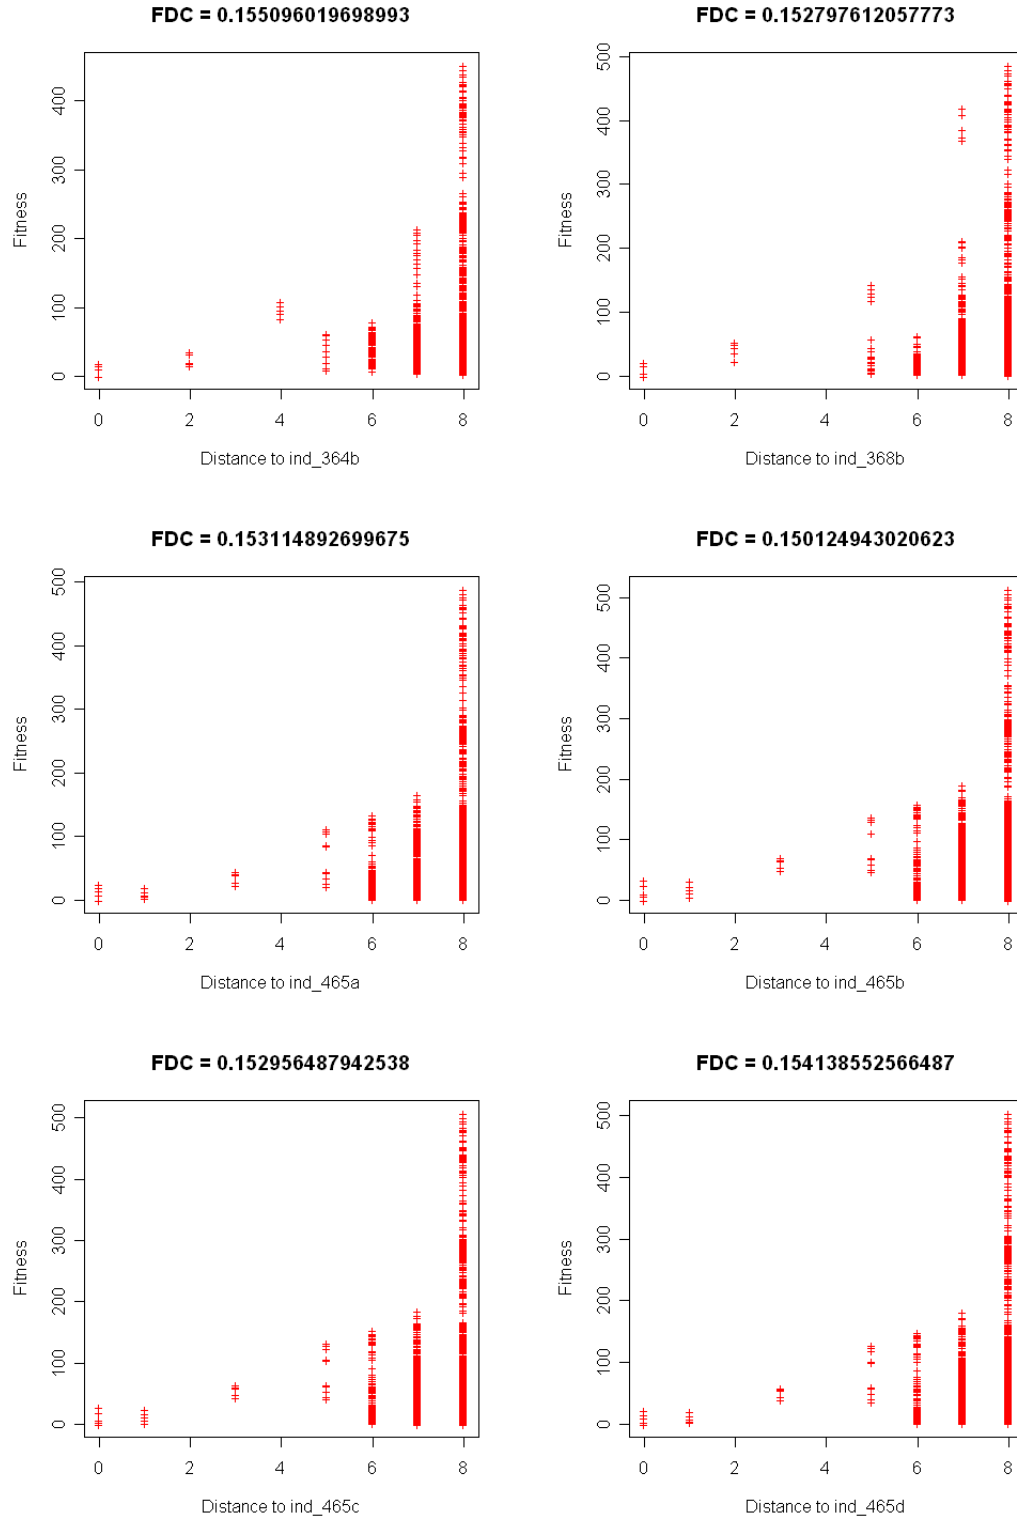 FDC = 0.155096019698993
Fitness
0 100 200 300 400
0 2 4 6 8
Distance to ind_364b
FDC = 0.152797612057773
Fitness
0 100 200 300 400 500
0 2 4 6 8
Distance to ind_368b
FDC = 0.153114892699675
Fitness
0 100 200 300 400 500
0 2 4 6 8
Distance to ind_465a
FDC = 0.150124943020623
Fitness
0 100 200 300 400 500
0 2 4 6 8
Distance to ind_465b
FDC = 0.152956487942538
Fitness
0 100 200 300 400 500
0 2 4 6 8
Distance to ind_465c
FDC = 0.154138552566487
Fitness
0 100 200 300 400 500
0 2 4 6 8
Distance to ind_465d